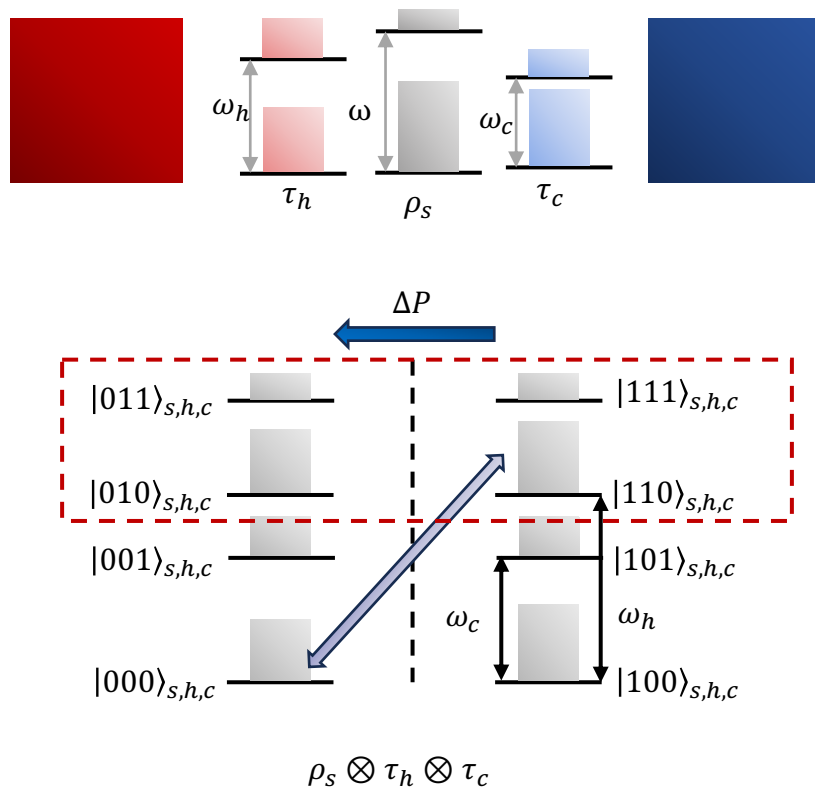 ω_h
ω
ω_c
τ_h
ρ_s
τ_c
ΔP
|011⟩_{s,h,c}
|111⟩_{s,h,c}
|010⟩_{s,h,c}
|110⟩_{s,h,c}
|001⟩_{s,h,c}
|101⟩_{s,h,c}
ω_c
ω_h
|000⟩_{s,h,c}
|100⟩_{s,h,c}
ρ_s ⊗ τ_h ⊗ τ_c